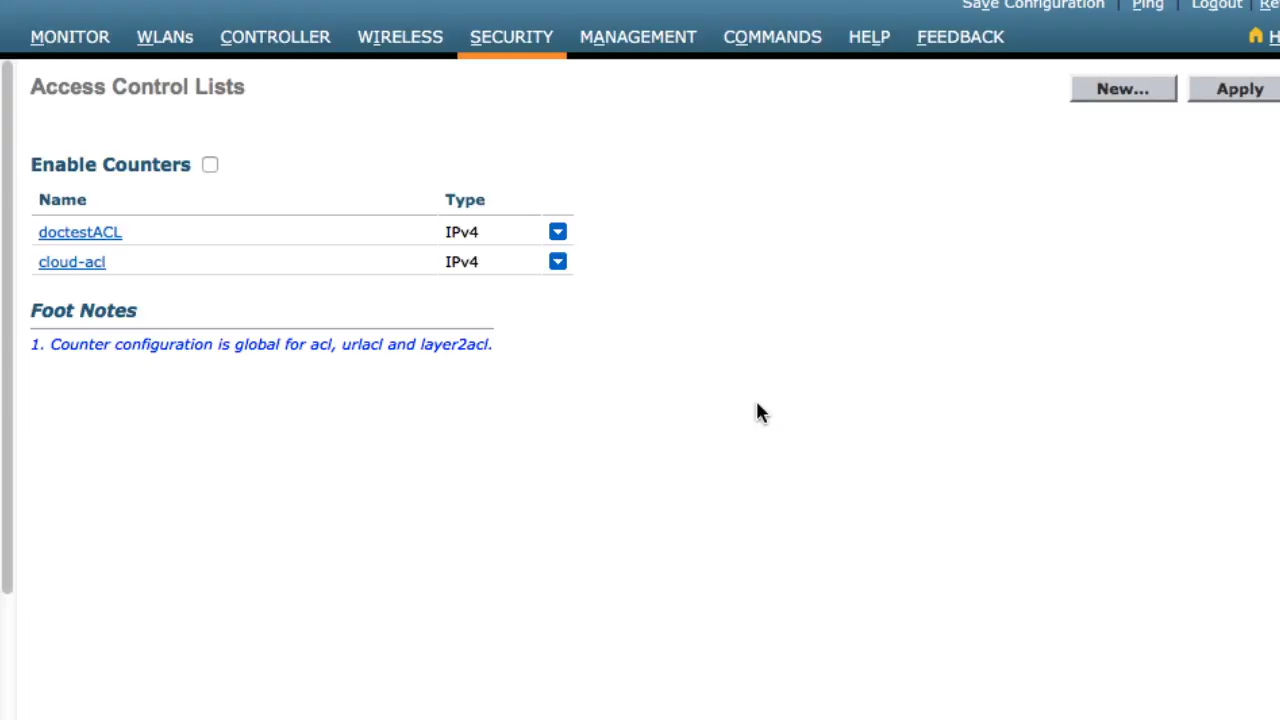 Save Configuration | Ping | Logout |
MONITOR WLANs CONTROLLER WIRELESS SECURITY MANAGEMENT COMMANDS HELP FEEDBACK
Access Control Lists New... Apply
Enable Counters
Name Type
doctestACL IPv4
cloud-acl IPv4
Foot Notes
1. Counter configuration is global for acl, urlacl and layer2acl.